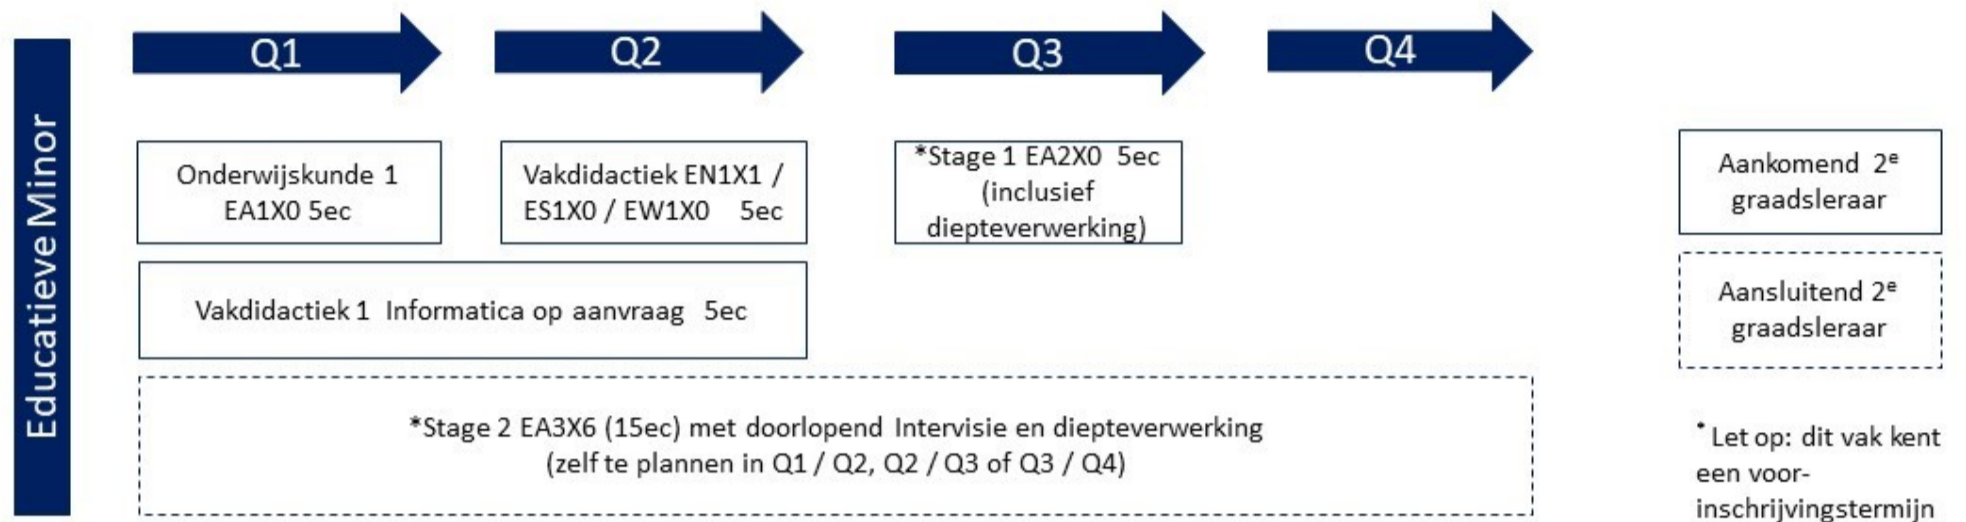 Educatieve Minor
Q1
Q2
Q3
Q4
Onderwijskunde 1
EA1X0 5ec
Vakdidactiek EN1X1 /
ES1X0 / EW1X0 5ec
*Stage 1 EA2X0 5ec
(inclusief
diepteverwerking)
Vakdidactiek 1 Informatica op aanvraag 5ec
*Stage 2 EA3X6 (15ec) met doorlopend Intervisie en diepteverwerking
(zelf te plannen in Q1 / Q2, Q2 / Q3 of Q3 / Q4)
Aankomend 2ᵉ
graadsleraar
Aansluitend 2ᵉ
graadsleraar
* Let op: dit vak kent
een voor-
inschrijvingstermijn